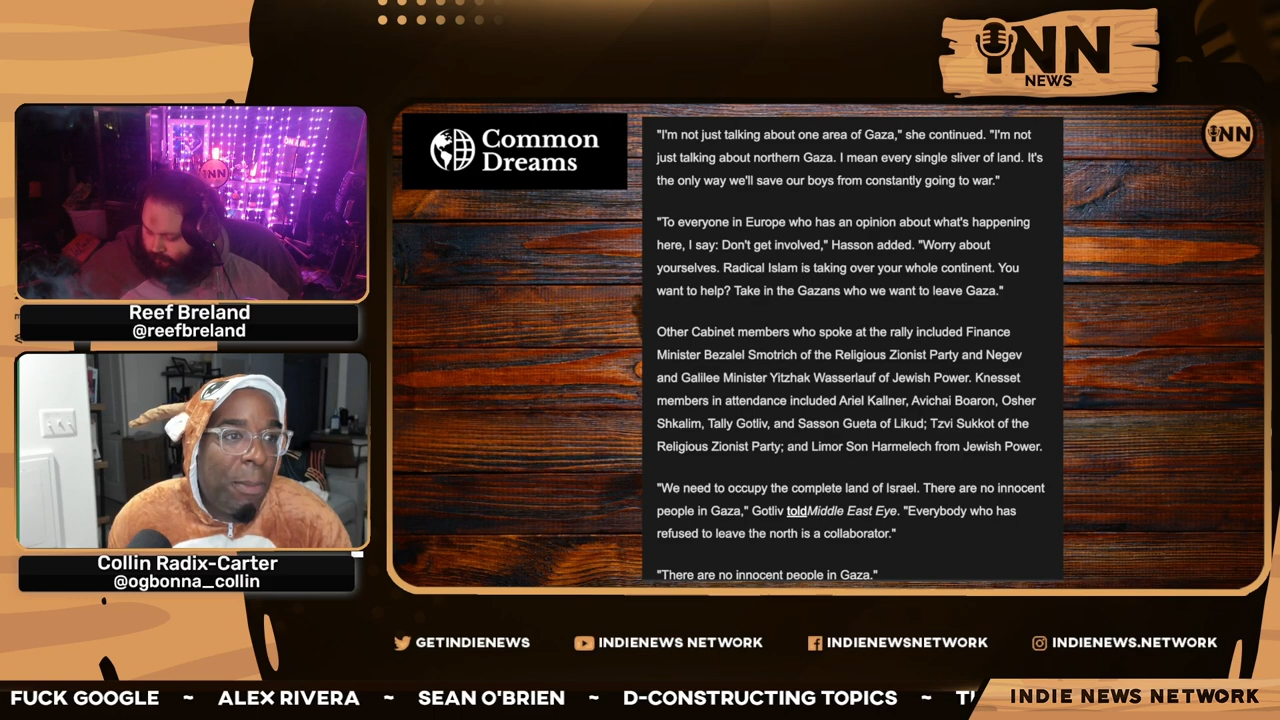 INN
NEWS
INN
Common
Dreams
"I'm not just talking about one area of Gaza," she continued. "I'm not
just talking about northern Gaza. I mean every single sliver of land. It's
the only way we'll save our boys from constantly going to war."
"To everyone in Europe who has an opinion about what's happening
here, I say: Don't get involved," Hasson added. "Worry about
yourselves. Radical Islam is taking over your whole continent. You
want to help? Take in the Gazans who we want to leave Gaza."
Other Cabinet members who spoke at the rally included Finance
Minister Bezalel Smotrich of the Religious Zionist Party and Negev
and Galilee Minister Yitzhak Wasserlauf of Jewish Power. Knesset
members in attendance included Ariel Kallner, Avichai Boaron, Osher
Shkalim, Tally Gotliv, and Sasson Gueta of Likud; Tzvi Sukkot of the
Religious Zionist Party; and Limor Son Harmelech from Jewish Power.
"We need to occupy the complete land of Israel. There are no innocent
people in Gaza," Gotliv toldMiddle East Eye. "Everybody who has
refused to leave the north is a collaborator."
"There are no innocent people in Gaza."
INN
Reef Breland
@reefbreland
Collin Radix-Carter
@ogbonna_collin
GETINDIENEWS
INDIENEWS NETWORK
INDIENEWSNETWORK
INDIENEWS.NETWORK
FUCK GOOGLE ~ ALEX RIVERA ~ SEAN O'BRIEN ~ D-CONSTRUCTING TOPICS ~
INDIE NEWS NETWORK